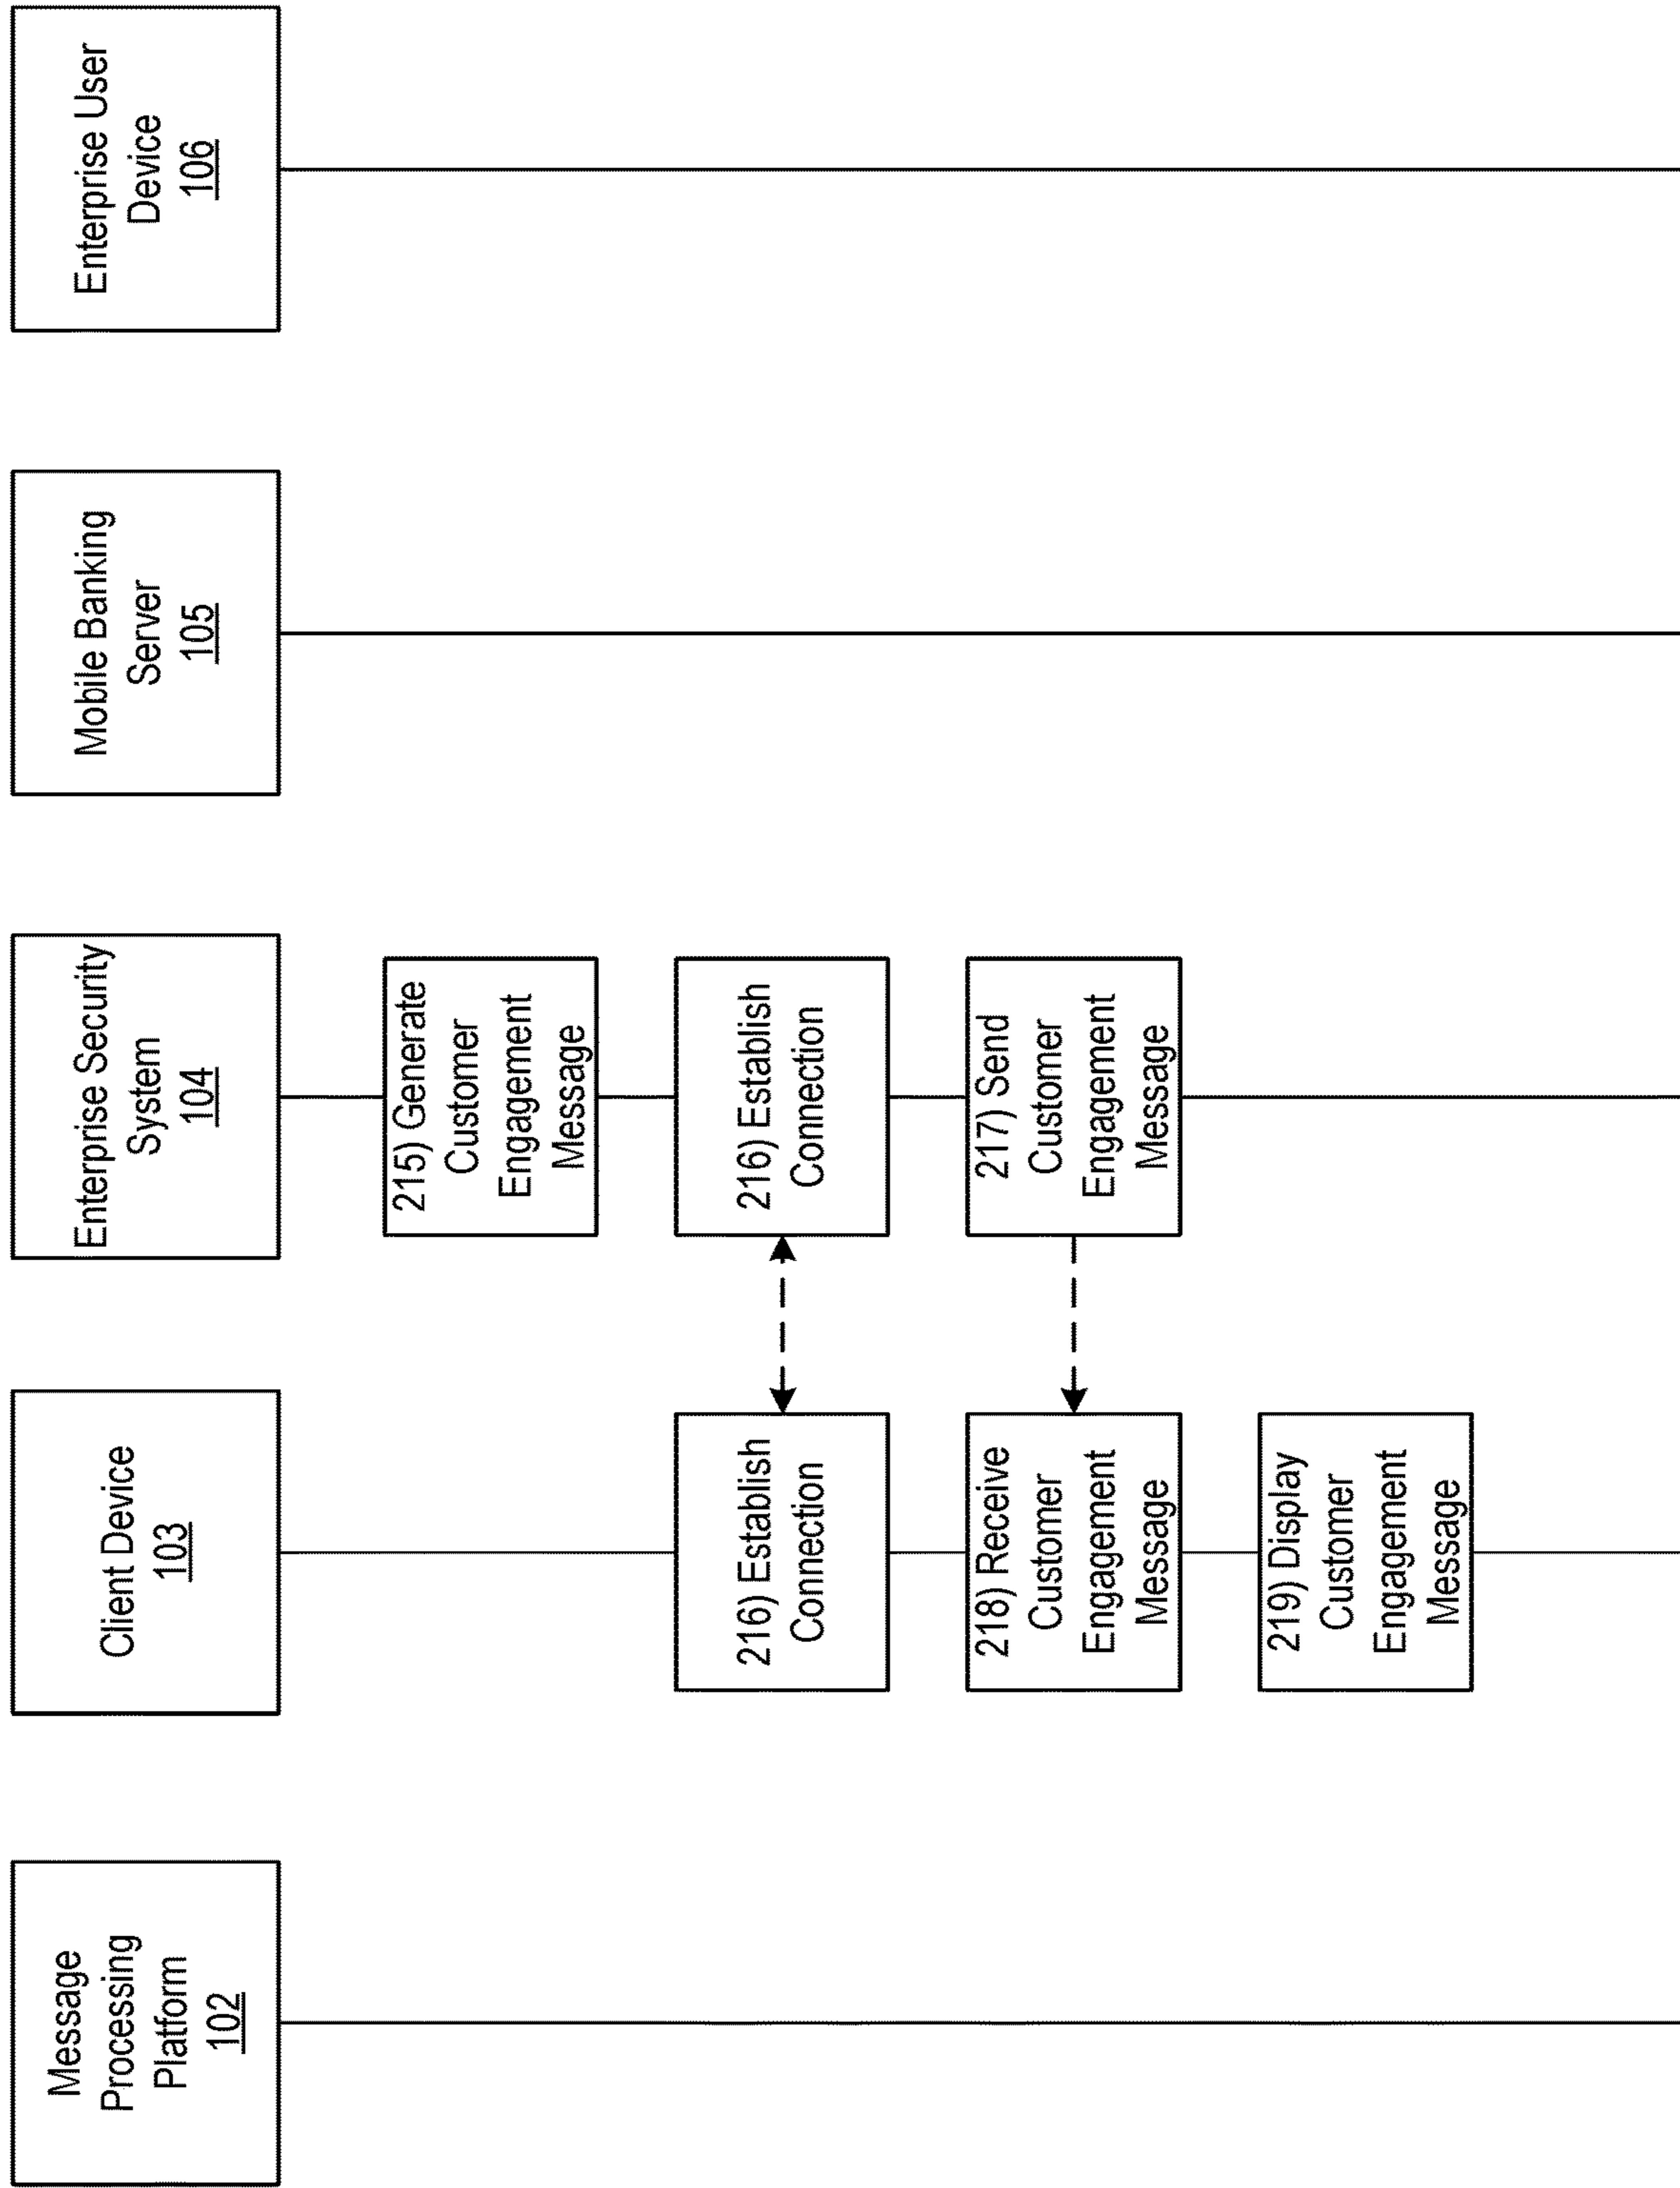 Message
Processing
Platform
102
Client Device
103
Enterprise Security
System
104
Mobile Banking
Server
105
Enterprise User
Device
106
215) Generate
Customer
Engagement
Message
216) Establish
Connection
216) Establish
Connection
218) Receive
Customer
Engagement
Message
217) Send
Customer
Engagement
Message
219) Display
Customer
Engagement
Message